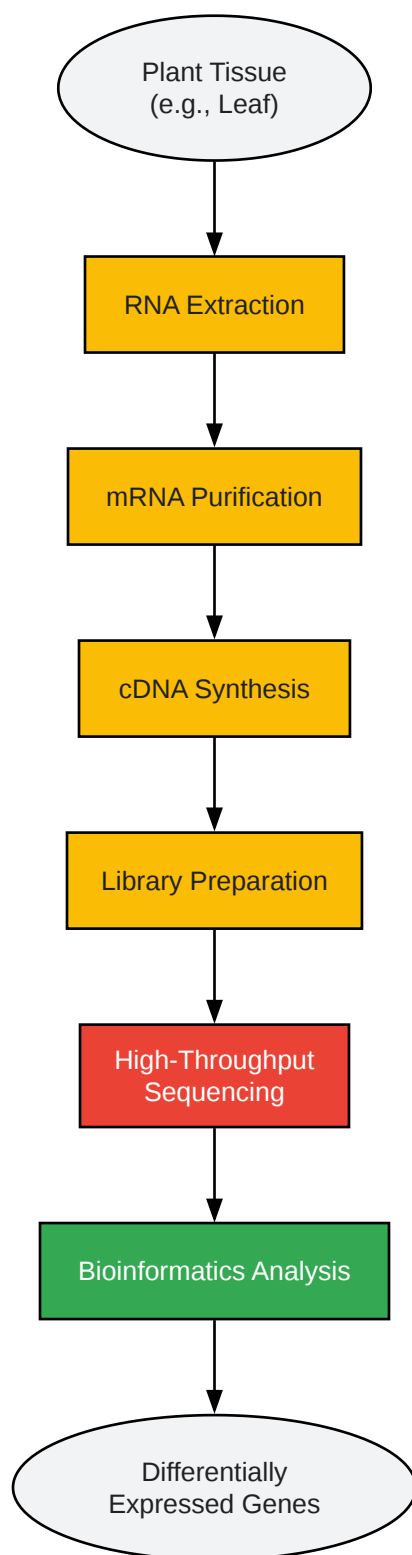 Plant Tissue
(e.g., Leaf)
RNA Extraction
mRNA Purification
cDNA Synthesis
Library Preparation
High-Throughput
Sequencing
Bioinformatics Analysis
Differentially
Expressed Genes